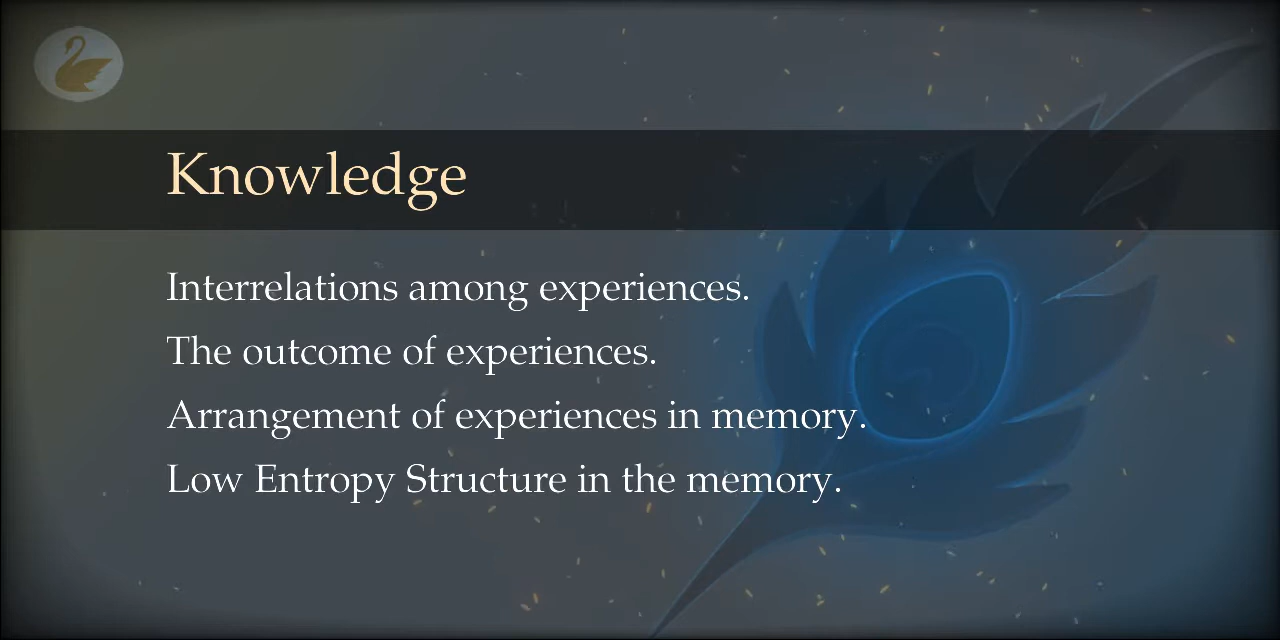 Knowledge
Interrelations among experiences.
The outcome of experiences.
Arrangement of experiences in memory.
Low Entropy Structure in the memory.